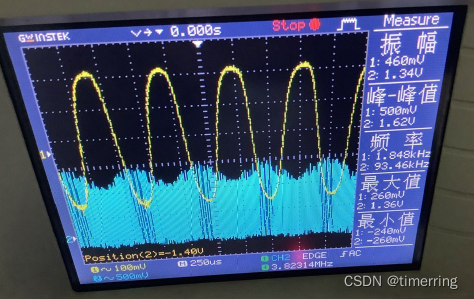 GWINSTEK
0.000s
Stop
Measure
振 幅
1: 460mV
2: 1.34V
峰-峰值
1: 500mV
2: 1.62V
频 率
1: 1.848kHz
2: 93.46kHz
最大值
1: 260mV
2: 1.36V
最小值
1: -240mV
2: -260mV
1
2
Position(2)=-1.40V
1 ~ 100mV
M 250us
CH2 EDGE AC
2 ~ 500mV
3.82314MHz
CSDN @timerring